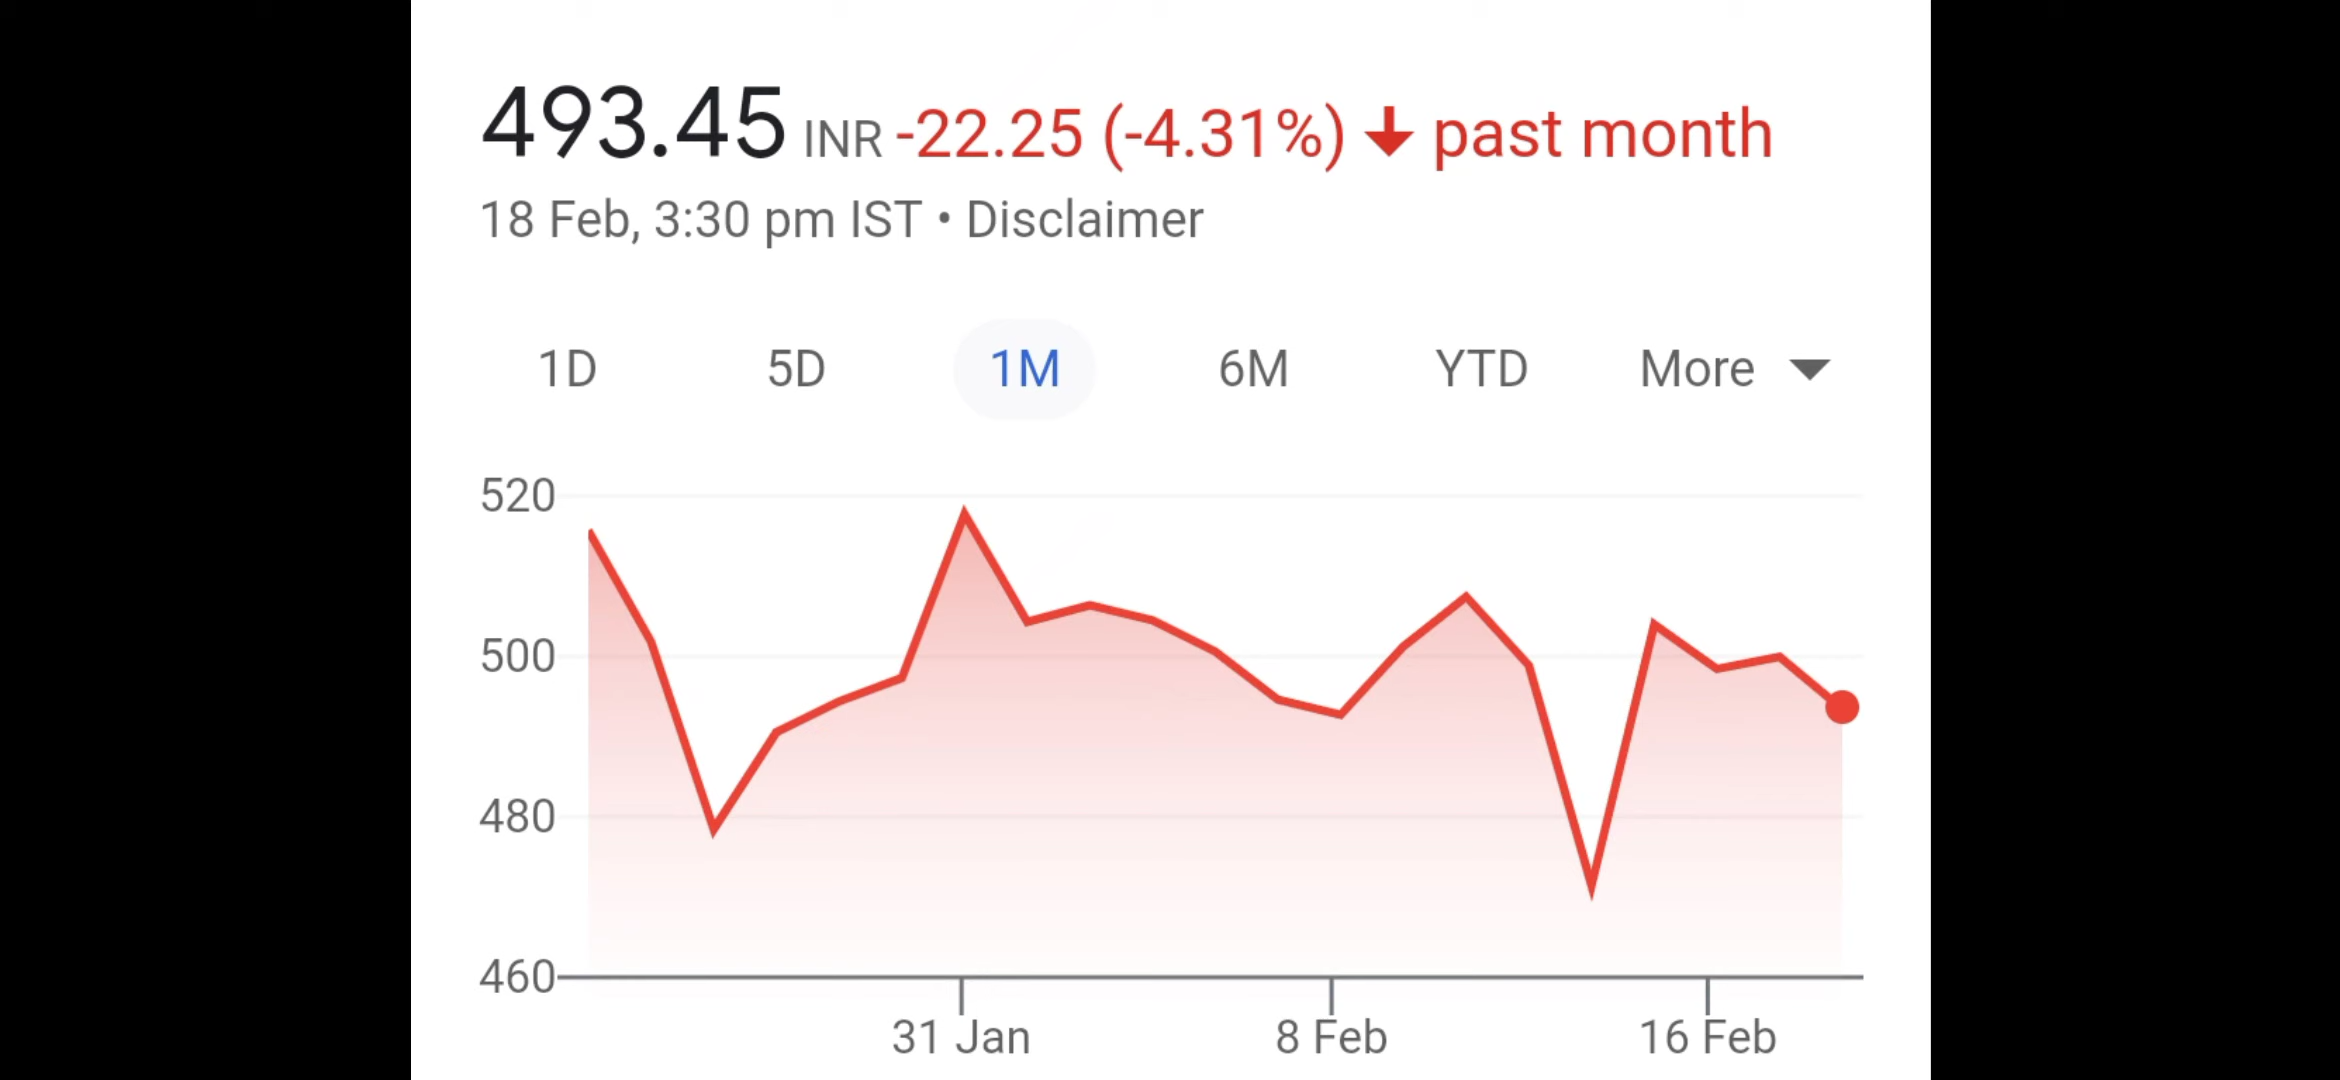 493.45 INR -22.25 (-4.31%) ↓ past month
18 Feb, 3:30 pm IST • Disclaimer
1D 5D 1M 6M YTD More
520
500
480
460
31 Jan 8 Feb 16 Feb